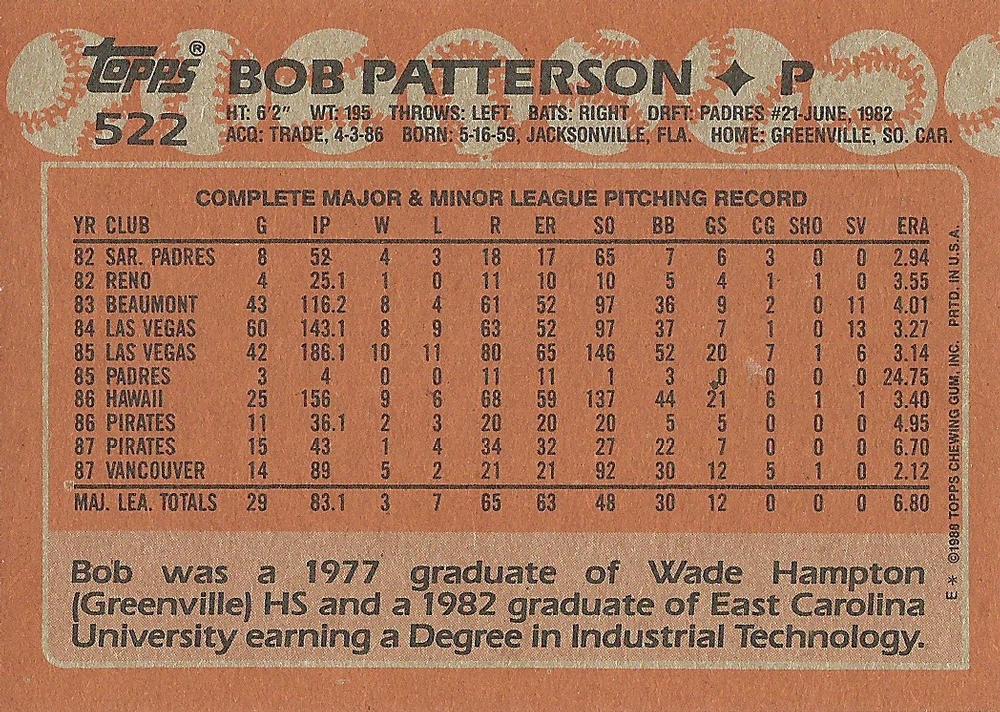 topps® BOB PATTERSON ✦ P
522 HT: 6'2" WT: 195 THROWS: LEFT BATS: RIGHT DRFT: PADRES #21-JUNE, 1982
ACQ: TRADE, 4-3-86 BORN: 5-16-59, JACKSONVILLE, FLA. HOME: GREENVILLE, SO. CAR.
COMPLETE MAJOR & MINOR LEAGUE PITCHING RECORD
YR CLUB G IP W L R ER SO BB GS CG SHO SV ERA
82 SAR. PADRES 8 52 4 3 18 17 65 7 6 3 0 0 2.94
82 RENO 4 25.1 1 0 11 10 10 5 4 1 1 0 3.55
83 BEAUMONT 43 116.2 8 4 61 52 97 36 9 2 0 11 4.01
84 LAS VEGAS 60 143.1 8 9 63 52 97 37 7 1 0 13 3.27
85 LAS VEGAS 42 186.1 10 11 80 65 146 52 20 7 1 6 3.14
85 PADRES 3 4 0 0 11 11 1 3 0 0 0 0 24.75
86 HAWAII 25 156 9 6 68 59 137 44 21 6 1 1 3.40
86 PIRATES 11 36.1 2 3 20 20 20 5 5 0 0 0 4.95
87 PIRATES 15 43 1 4 34 32 27 22 7 0 0 0 6.70
87 VANCOUVER 14 89 5 2 21 21 92 30 12 5 1 0 2.12
MAJ. LEA. TOTALS 29 83.1 3 7 65 63 48 30 12 0 0 0 6.80
Bob was a 1977 graduate of Wade Hampton
(Greenville) HS and a 1982 graduate of East Carolina
University earning a Degree in Industrial Technology.
E* ©1988 TOPPS CHEWING GUM, INC. PRTD. IN U.S.A.